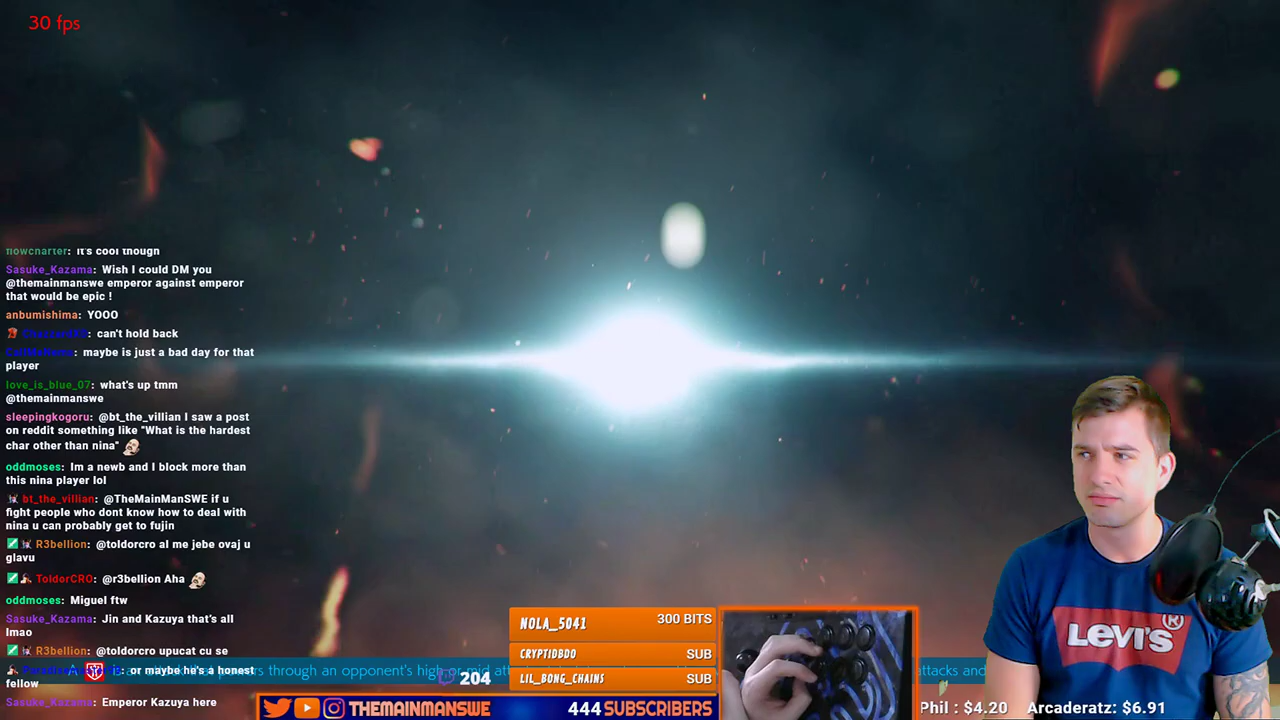 30 fps
flowcharter: it's cool though
Sasuke_Kazama: Wish I could DM you
@themainmanswe emperor against emperor
that would be epic !
anbumishima: YOOO
: can't hold back
: maybe is just a bad day for that
player
love_is_blue_07: what's up tmm
@themainmanswe
sleepingkogoru: @bt_the_villian I saw a post
on reddit something like "What is the hardest
char other than nina"
oddmoses: Im a newb and I block more than
this nina player lol
bt_the_villian: @TheMainManSWE if u
fight people who dont know how to deal with
nina u can probably get to fujin
R3bellion: @toldorcro al me jebe ovaj u
glavu
ToldorCRO: @r3bellion Aha
oddmoses: Miguel ftw
Sasuke_Kazama: Jin and Kazuya that's all
lmao
R3bellion: @toldorcro upucat cu se
: or maybe he's a honest
fellow
Sasuke_Kazama: Emperor Kazuya here
is an attack that powers through an opponent's high or mid attacks and
204
NOLA_5041 300 BITS
CRYPTIDBDO SUB
LIL_BONG_CHAINS SUB
THEMAINMANSWE 444 SUBSCRIBERS
Phil : $4.20 Arcaderatz: $6.91
LEVI'S
®